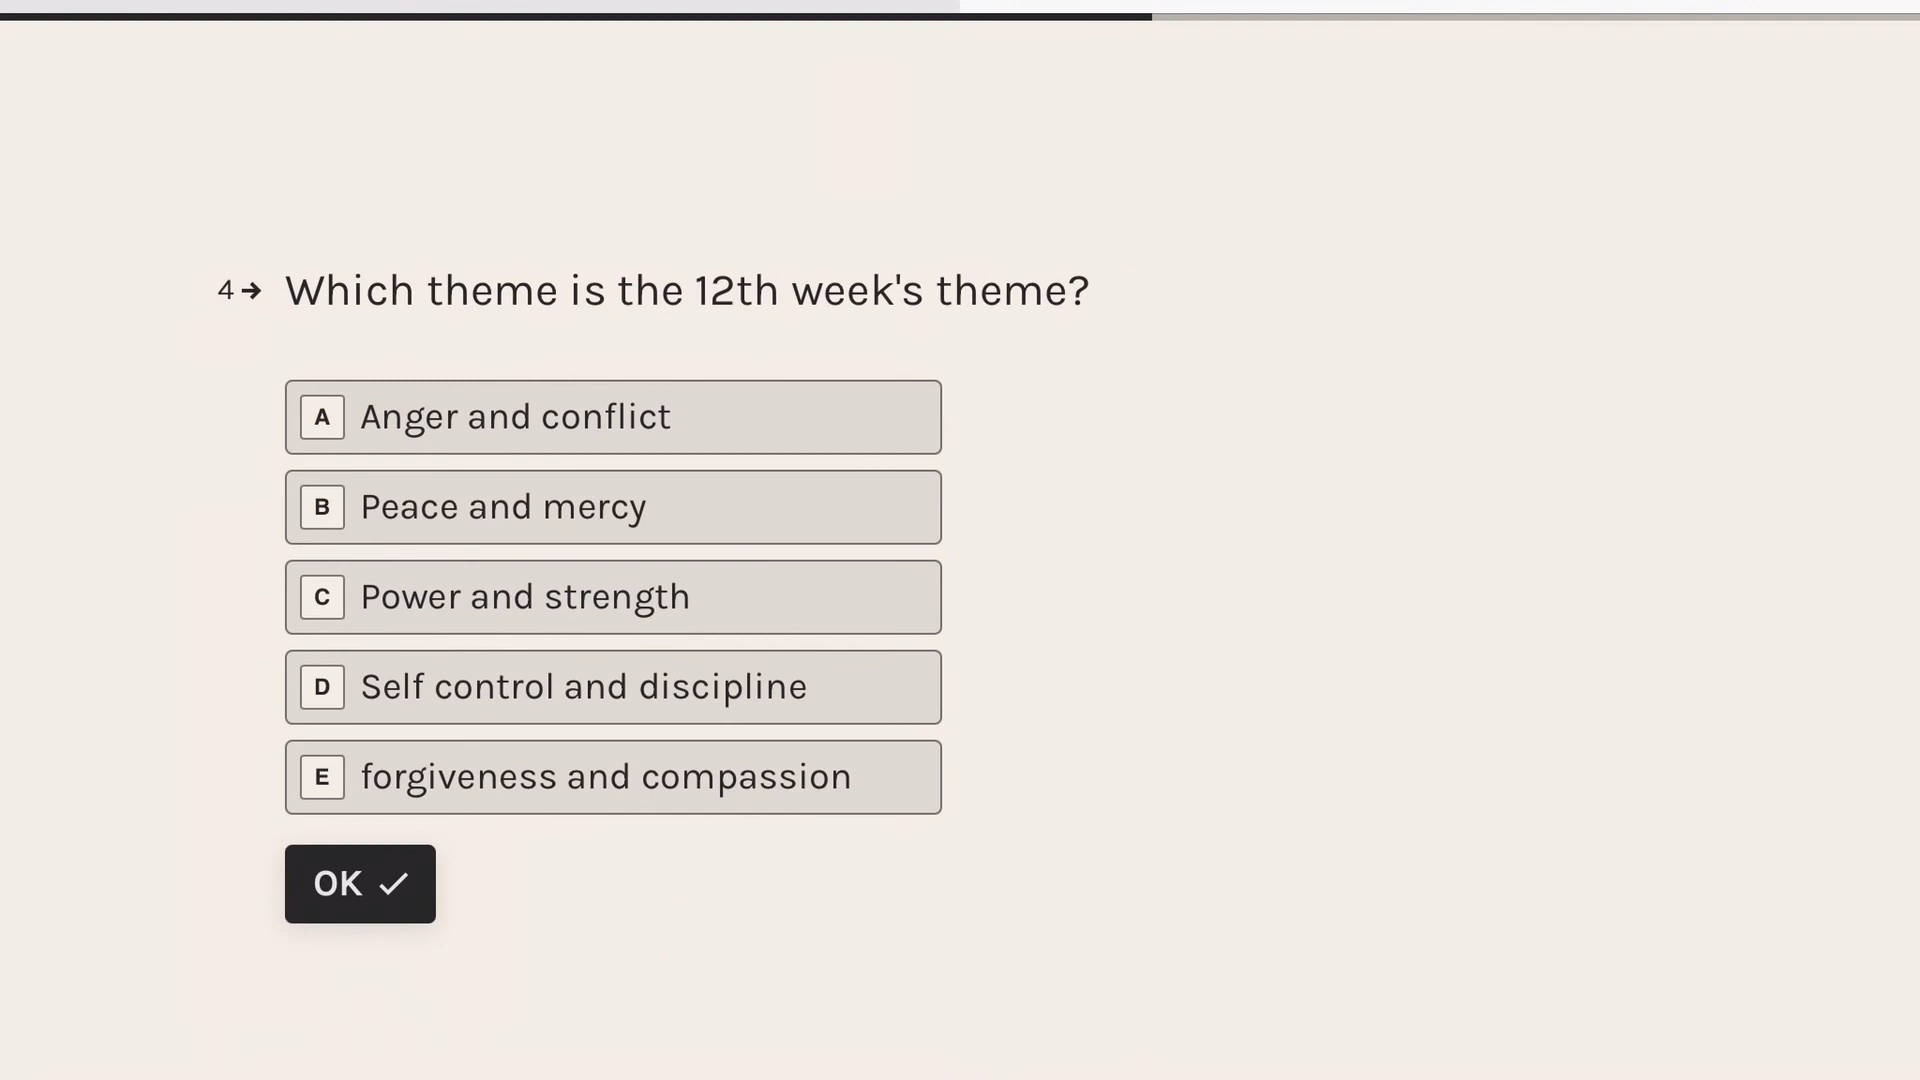 4 → Which theme is the 12th week's theme?
A Anger and conflict
B Peace and mercy
C Power and strength
D Self control and discipline
E forgiveness and compassion
OK ✓